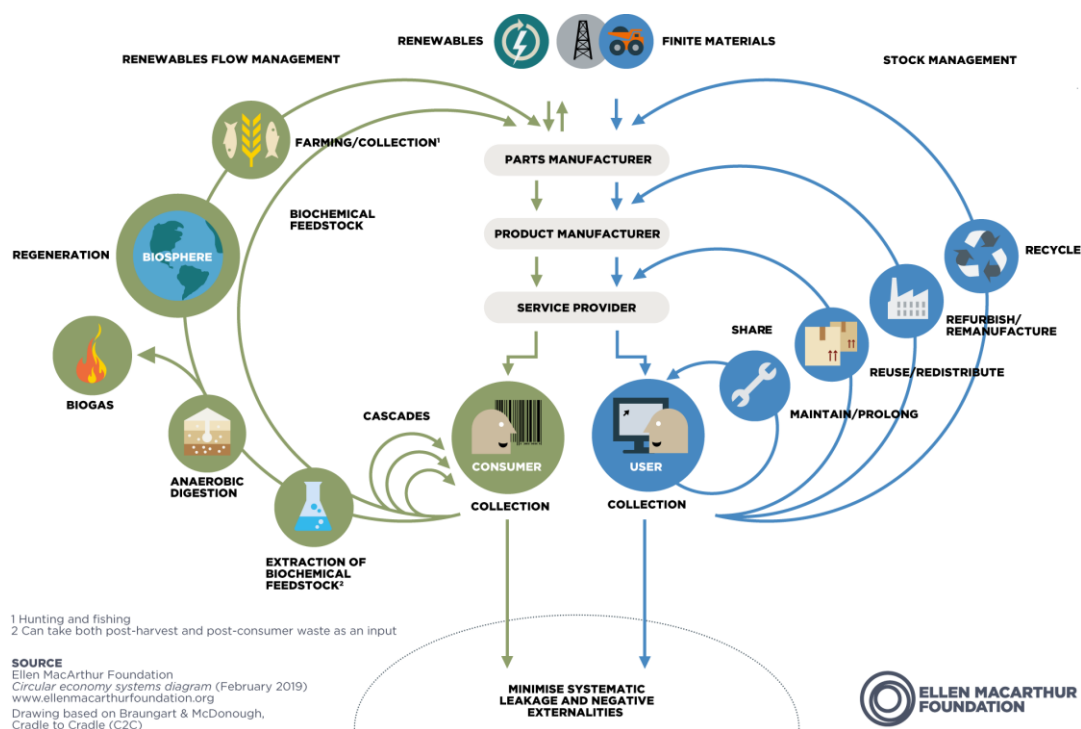 RENEWABLES
FINITE MATERIALS
RENEWABLES FLOW MANAGEMENT
STOCK MANAGEMENT
FARMING/COLLECTION¹
PARTS MANUFACTURER
BIOCHEMICAL
FEEDSTOCK
PRODUCT MANUFACTURER
REGENERATION
BIOSPHERE
RECYCLE
SERVICE PROVIDER
SHARE
REFURBISH/
REMANUFACTURE
REUSE/REDISTRIBUTE
BIOGAS
CASCADES
MAINTAIN/PROLONG
CONSUMER
USER
ANAEROBIC
DIGESTION
COLLECTION
COLLECTION
EXTRACTION OF
BIOCHEMICAL
FEEDSTOCK²
1 Hunting and fishing
2 Can take both post-harvest and post-consumer waste as an input
SOURCE
Ellen MacArthur Foundation
Circular economy systems diagram (February 2019)
www.ellenmacarthurfoundation.org
Drawing based on Braungart & McDonough,
Cradle to Cradle (C2C)
MINIMISE SYSTEMATIC
LEAKAGE AND NEGATIVE
EXTERNALITIES
ELLEN MACARTHUR
FOUNDATION